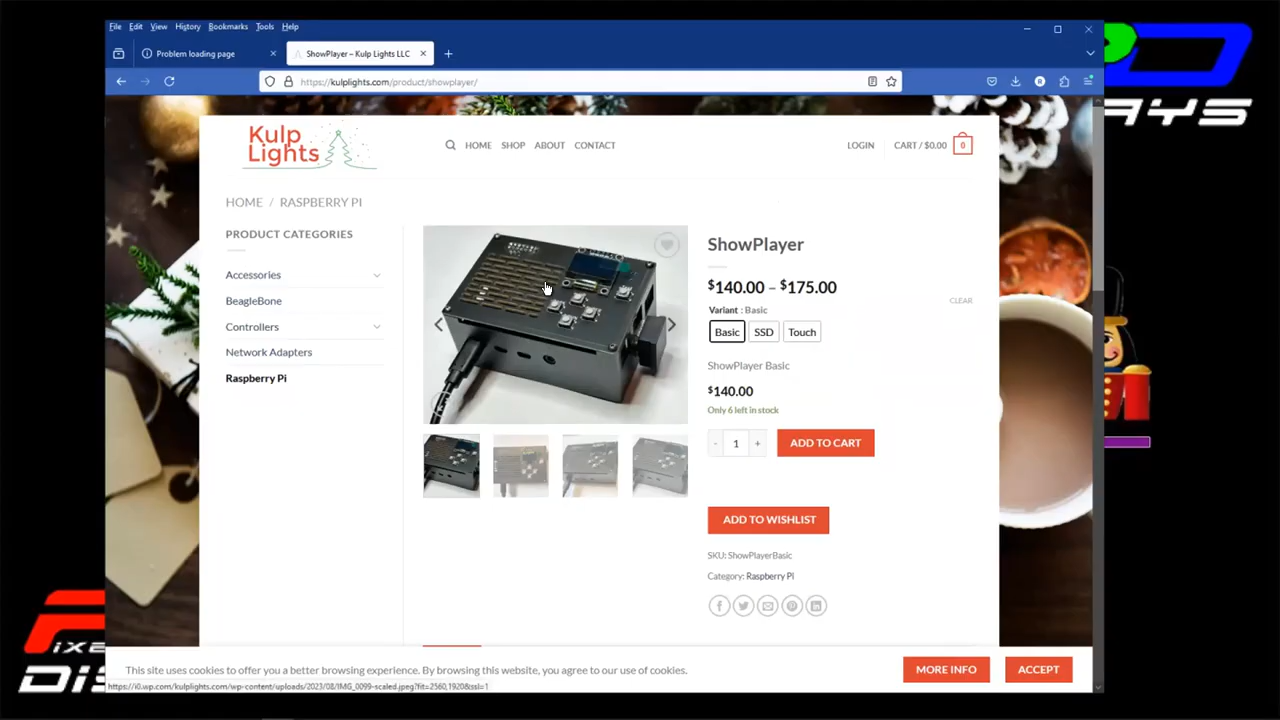 File Edit View History Bookmarks Tools Help
Problem loading page
ShowPlayer – Kulp Lights LLC
https://kulplights.com/product/showplayer/
Kulp
Lights
HOME SHOP ABOUT CONTACT
LOGIN CART / $0.00 0
HOME / RASPBERRY PI
PRODUCT CATEGORIES
Accessories
BeagleBone
Controllers
Network Adapters
Raspberry Pi
ShowPlayer
$140.00 – $175.00
Variant : Basic
CLEAR
Basic SSD Touch
ShowPlayer Basic
$140.00
Only 6 left in stock
- 1 + ADD TO CART
ADD TO WISHLIST
SKU: ShowPlayerBasic
Category: Raspberry Pi
This site uses cookies to offer you a better browsing experience. By browsing this website, you agree to our use of cookies.
MORE INFO ACCEPT
https://i0.wp.com/kulplights.com/wp-content/uploads/2023/08/IMG_0099-scaled.jpeg?fit=2560,1920&ssl=1